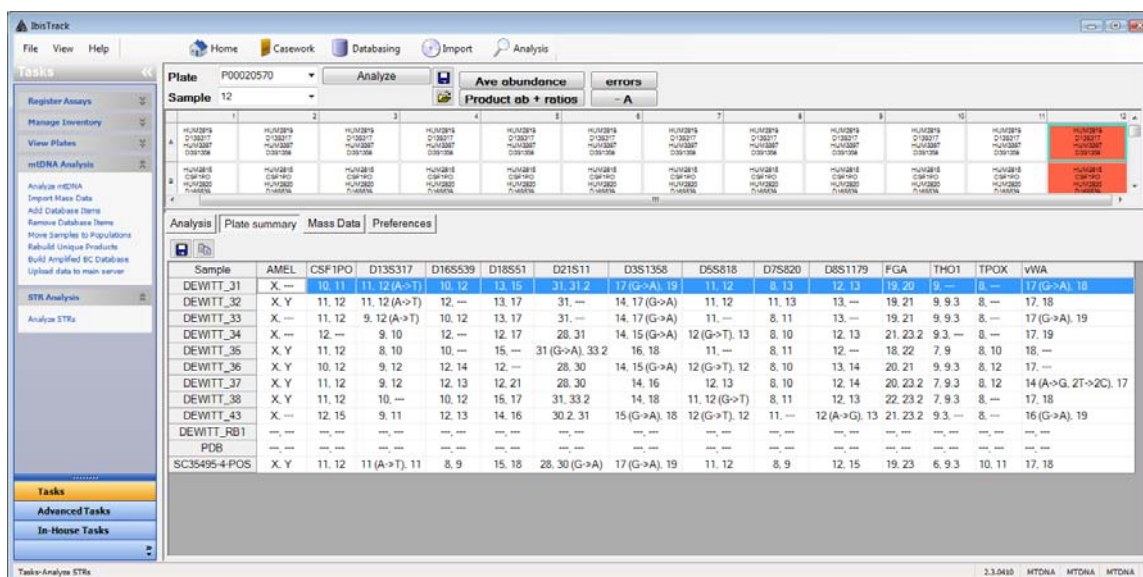 IbisTrack
File View Help Home Casework Databasing Import Analysis
Tasks
Register Assays
Manage Inventory
View Plates
mtDNA Analysis
Analyze mtDNA
Import Mass Data
Add Database Items
Remove Database Items
Move Samples to Populations
Rebuild Unique Products
Build Amplified BC Database
Upload data to main server
STR Analysis
Analyze STRs
Tasks
Advanced Tasks
In-House Tasks
Plate P00020570 Analyze Ave abundance errors
Sample 12 Product ab + ratios - A
1 2 3 4 5 6 7 8 9 10 11 12
A
B
Analysis Plate summary Mass Data Preferences
Sample AMEL CSF1PO D13S317 D16S539 D18S51 D21S11 D3S1358 D5S818 D7S820 D8S1179 FGA THO1 TPOX vWA
DEWITT_31 X, --- 10, 11 11, 12 (A->T) 10, 12 13, 15 31, 31.2 17 (G->A), 19 11, 12 8, 13 12, 13 19, 20 9, --- 8, --- 17 (G->A), 18
DEWITT_32 X, Y 11, 12 11, 12 (A->T) 12, --- 13, 17 31, --- 14, 17 (G->A) 11, 12 11, 13 13, --- 19, 21 9, 9.3 8, --- 17, 18
DEWITT_33 X, --- 11, 12 9, 12 (A->T) 10, 12 13, 17 31, --- 14, 17 (G->A) 11, --- 8, 11 13, --- 19, 21 9, 9.3 8, --- 17 (G->A), 19
DEWITT_34 X, --- 12, --- 9, 10 12, --- 12, 17 28, 31 14, 15 (G->A) 12 (G->T), 13 8, 10 12, 13 21, 23.2 9.3, --- 8, --- 17, 19
DEWITT_35 X, Y 11, 12 8, 10 10, --- 15, --- 31 (G->A), 33.2 16, 18 11, --- 8, 11 12, --- 18, 22 7, 9 8, 10 18, ---
DEWITT_36 X, Y 10, 12 9, 12 12, 14 12, --- 28, 30 14, 15 (G->A) 12 (G->T), 12 8, 10 13, 14 20, 21 9, 9.3 8, 12 17, ---
DEWITT_37 X, Y 11, 12 9, 12 12, 13 12, 21 28, 30 14, 16 12, 13 8, 10 12, 14 20, 23.2 7, 9.3 8, 12 14 (A->G, 2T->2C), 17
DEWITT_38 X, Y 11, 12 10, --- 10, 12 15, 17 31, 33.2 14, 18 11, 12 (G->T) 8, 11 12, 13 22, 23.2 7, 9.3 8, --- 17, 18
DEWITT_43 X, --- 12, 15 9, 11 12, 13 14, 16 30.2, 31 15 (G->A), 18 12 (G->T), 12 11, --- 12 (A->G), 13 21, 23.2 9.3, --- 8, --- 16 (G->A), 19
DEWITT_RB1 ---, --- ---, --- ---, --- ---, --- ---, --- ---, --- ---, --- ---, --- ---, --- ---, --- ---, --- ---, --- ---, --- ---, ---
PDB ---, --- ---, --- ---, --- ---, --- ---, --- ---, --- ---, --- ---, --- ---, --- ---, --- ---, --- ---, --- ---, --- ---, ---
SC35495-4-POS X, Y 11, 12 11 (A->T), 11 8, 9 15, 18 28, 30 (G->A) 17 (G->A), 19 11, 12 8, 9 12, 15 19, 23 6, 9.3 10, 11 17, 18
Tasks-Analyze STRs 2.3.0410 MTDNA MTDNA MTDNA